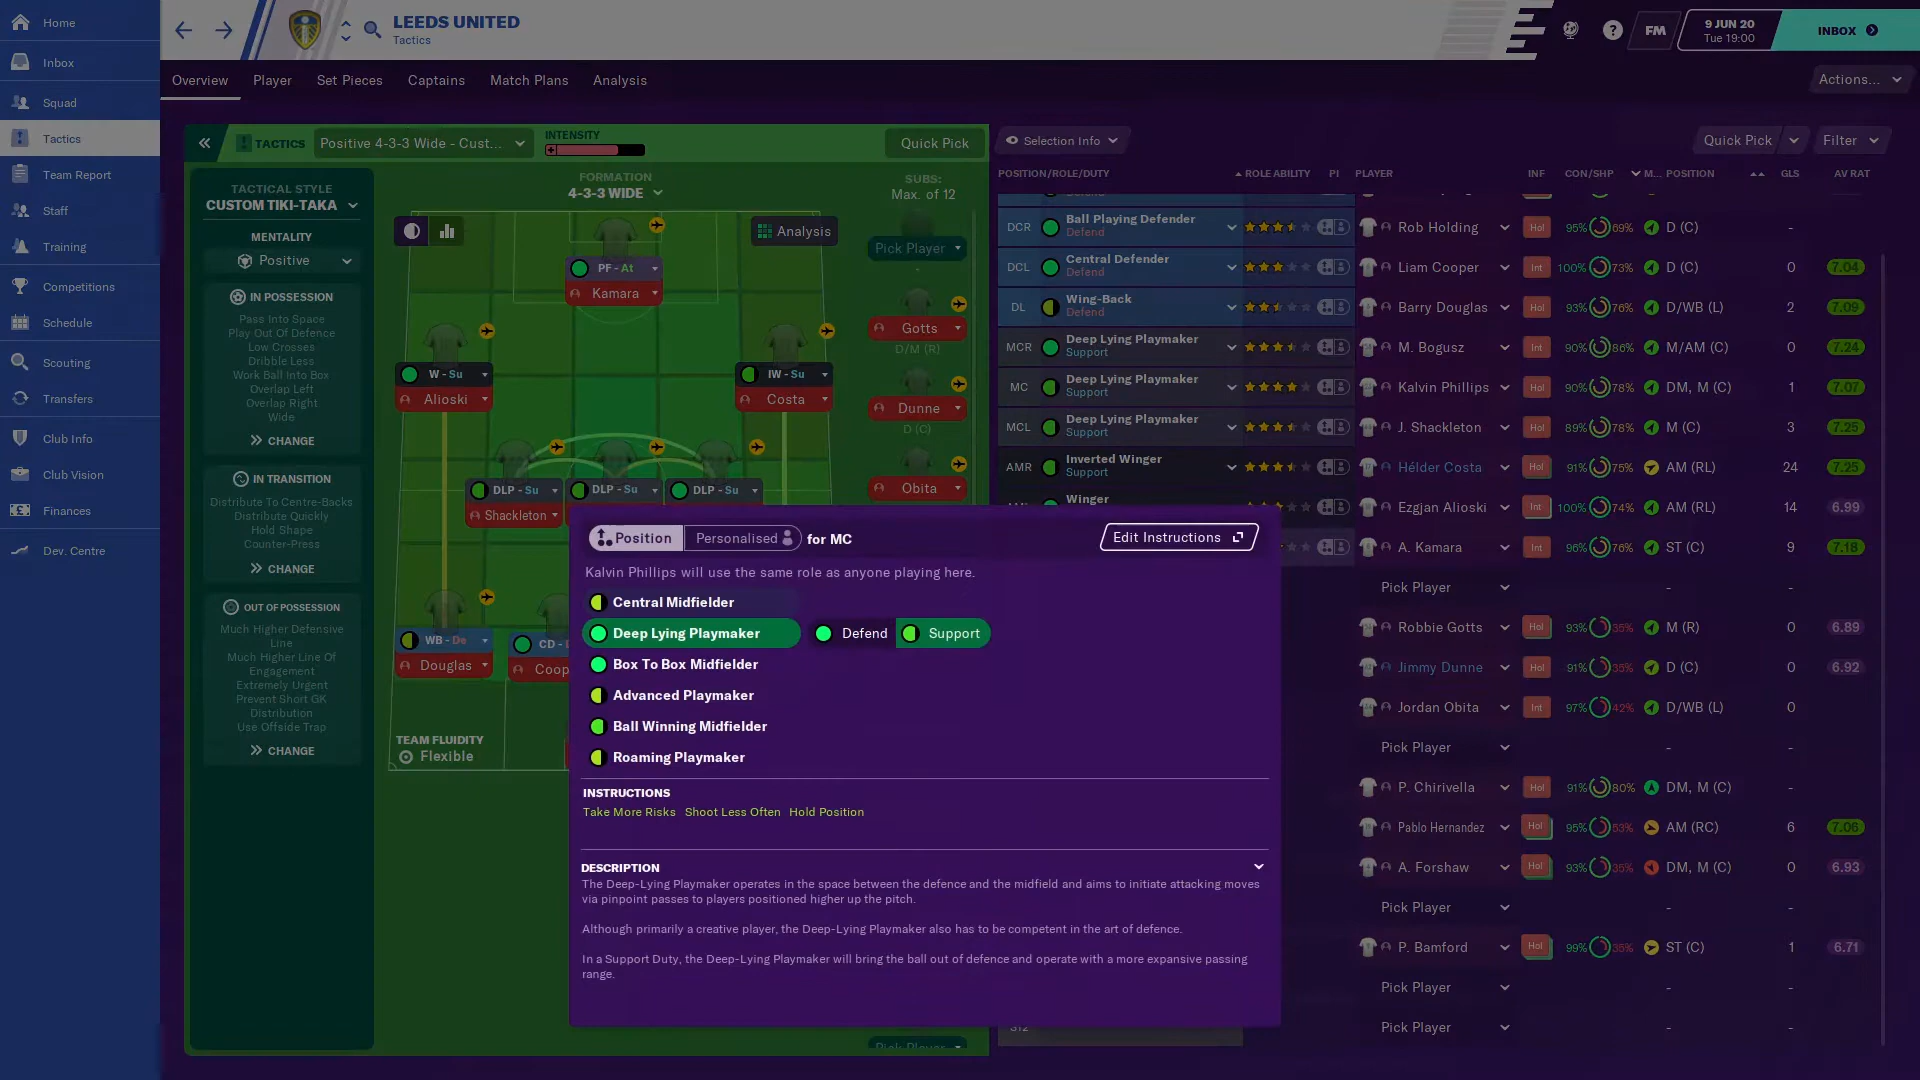 Home
Inbox
Squad
Tactics
Team Report
Staff
Training
Competitions
Schedule
Scouting
Transfers
Club Info
Club Vision
Finances
Dev. Centre
LEEDS UNITED
Tactics
FM
9 JUN 20
Tue 19:00
INBOX
Overview Player Set Pieces Captains Match Plans Analysis
Actions...
TACTICS
Positive 4-3-3 Wide - Cust...
INTENSITY
Quick Pick
TACTICAL STYLE
CUSTOM TIKI-TAKA
MENTALITY
Positive
IN POSSESSION
Pass Into Space
Play Out Of Defence
Low Crosses
Dribble Less
Work Ball Into Box
Overlap Left
Overlap Right
Wide
CHANGE
IN TRANSITION
Distribute To Centre-Backs
Distribute Quickly
Hold Shape
Counter-Press
CHANGE
OUT OF POSSESSION
Much Higher Defensive
Line
Much Higher Line Of
Engagement
Extremely Urgent
Prevent Short GK
Distribution
Use Offside Trap
CHANGE
FORMATION
4-3-3 WIDE
SUBS:
Max. of 12
Analysis
Pick Player
-
PF - At
Kamara
Gotts
D/M (R)
W - Su
Alioski
IW - Su
Costa
Dunne
D (C)
Obita
DLP - Su
Shackleton
DLP - Su
DLP - Su
WB - De
Douglas
CD -
Coop
TEAM FLUIDITY
Flexible
Selection Info
Quick Pick
Filter
POSITION/ROLE/DUTY ROLE ABILITY PI PLAYER INF CON/SHP M... POSITION GLS AV RAT
DCR Ball Playing Defender
Defend
Rob Holding Hol 95% 69% D (C) -
DCL Central Defender
Defend
Liam Cooper Int 100% 73% D (C) 0 7.04
DL Wing-Back
Defend
Barry Douglas Hol 93% 76% D/WB (L) 2 7.09
MCR Deep Lying Playmaker
Support
M. Bogusz Int 90% 86% M/AM (C) 0 7.24
MC Deep Lying Playmaker
Support
Kalvin Phillips Int 90% 78% DM, M (C) 1 7.07
MCL Deep Lying Playmaker
Support
J. Shackleton Hol 89% 78% M (C) 3 7.25
AMR Inverted Winger
Support
Hélder Costa Hol 91% 75% AM (RL) 24 7.25
Winger
Ezgjan Alioski Int 100% 74% AM (RL) 14 6.99
A. Kamara Hol 96% 76% ST (C) 9 7.18
Pick Player - -
Robbie Gotts Hol 93% 35% M (R) 0 6.89
Jimmy Dunne Hol 91% 35% D (C) 0 6.92
Jordan Obita Int 97% 42% D/WB (L) 0
Pick Player - -
P. Chirivella Hol 91% 80% DM, M (C) -
Pablo Hernandez Hol 95% 53% AM (RC) 6 7.06
A. Forshaw Hol 93% 35% DM, M (C) 0 6.93
Pick Player - -
P. Bamford Hol 99% 35% ST (C) 1 6.71
Pick Player - -
S12
Pick Player - -
Pick Player
Position Personalised for MC
Edit Instructions
Kalvin Phillips will use the same role as anyone playing here.
Central Midfielder
Deep Lying Playmaker Defend Support
Box To Box Midfielder
Advanced Playmaker
Ball Winning Midfielder
Roaming Playmaker
INSTRUCTIONS
Take More Risks Shoot Less Often Hold Position
DESCRIPTION
The Deep-Lying Playmaker operates in the space between the defence and the midfield and aims to initiate attacking moves
via pinpoint passes to players positioned higher up the pitch.
Although primarily a creative player, the Deep-Lying Playmaker also has to be competent in the art of defence.
In a Support Duty, the Deep-Lying Playmaker will bring the ball out of defence and operate with a more expansive passing
range.